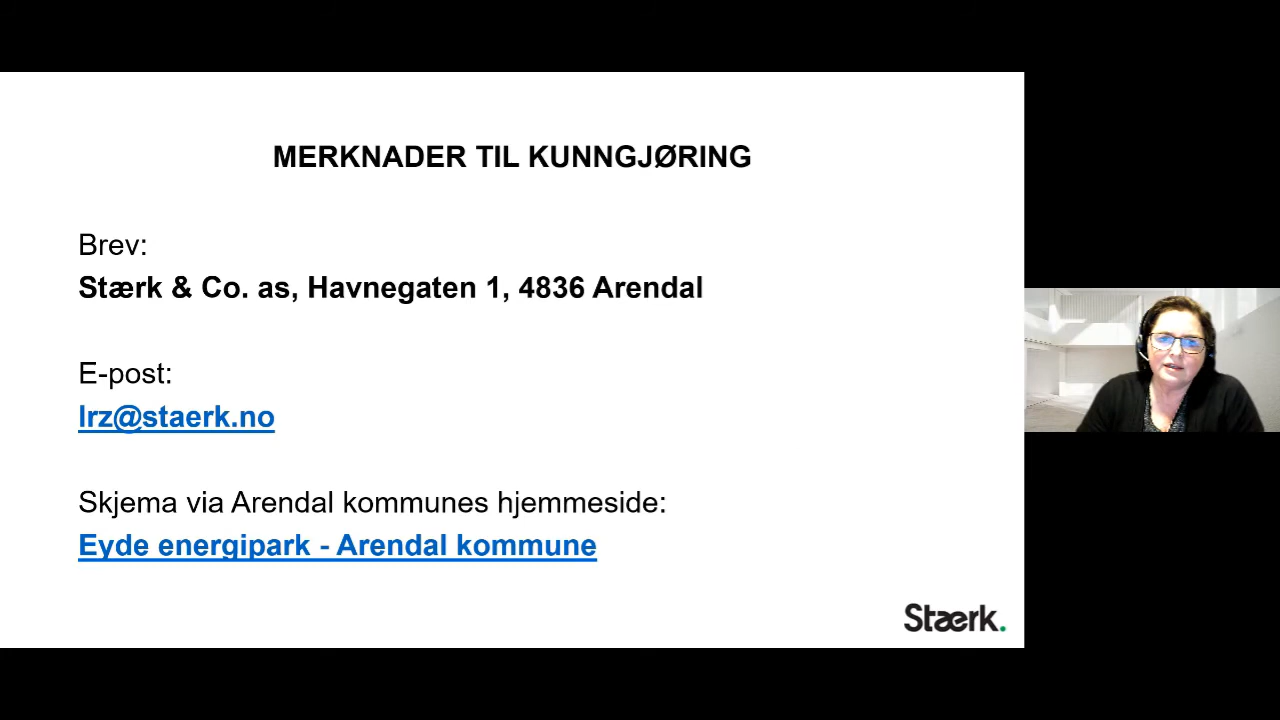 MERKNADER TIL KUNNGJØRING
Brev:
Stærk & Co. as, Havnegaten 1, 4836 Arendal
E-post:
lrz@staerk.no
Skjema via Arendal kommunes hjemmeside:
Eyde energipark - Arendal kommune
Stærk.